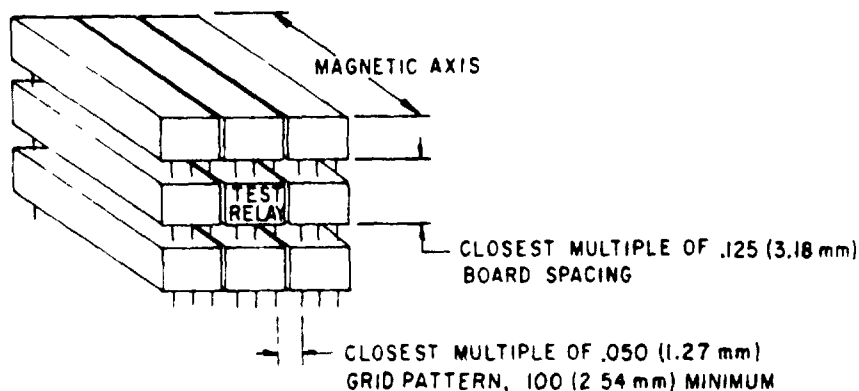 MAGNETIC AXIS
TEST
RELAY
CLOSEST MULTIPLE OF .125 (3.18 mm)
BOARD SPACING
CLOSEST MULTIPLE OF .050 (1.27 mm)
GRID PATTERN, .100 (2 54 mm) MINIMUM